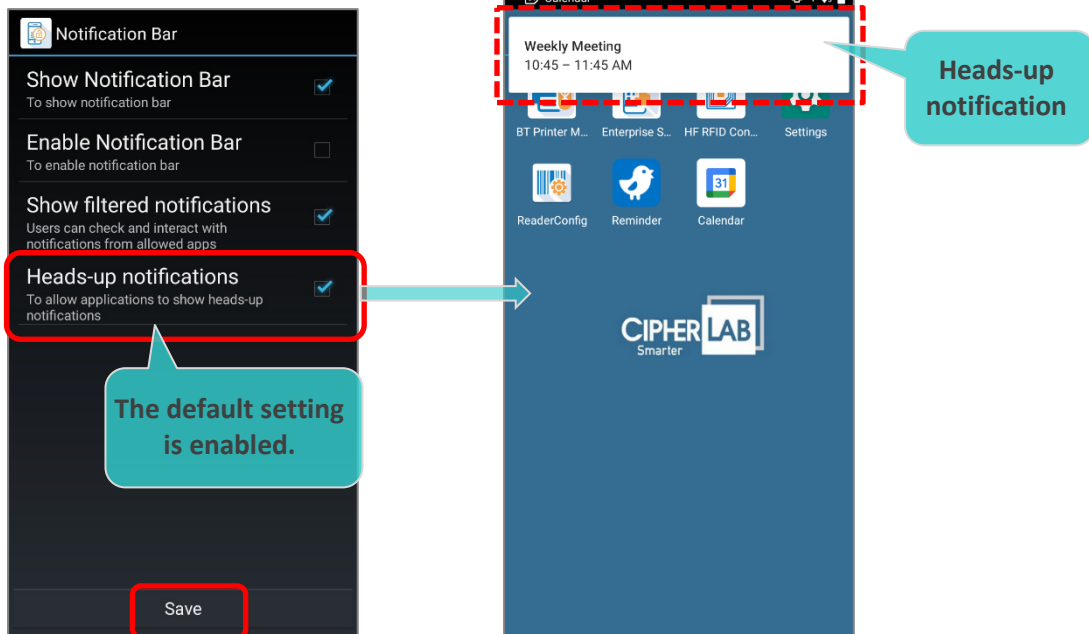 Notification Bar
Show Notification Bar
To show notification bar
Enable Notification Bar
To enable notification bar
Show filtered notifications
Users can check and interact with
notifications from allowed apps
Heads-up notifications
To allow applications to show heads-up
notifications
The default setting
is enabled.
Save
Calendar
Weekly Meeting
10:45 – 11:45 AM
BT Printer M... Enterprise S... HF RFID Con... Settings
31
ReaderConfig Reminder Calendar
CIPHERLAB
Smarter
Heads-up
notification